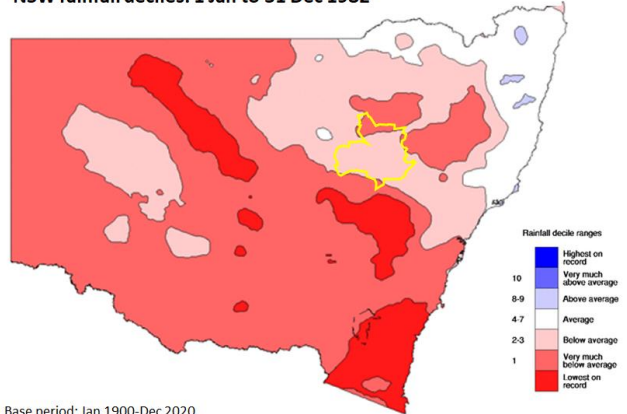 NSW rainfall deciles: 1 Jan to 31 Dec 1982
Rainfall decile ranges
Highest on
record
10 Very much
above average
8-9 Above average
4-7 Average
2-3 Below average
1 Very much
below average
Lowest on
record
Base period: Jan 1900-Dec 2020